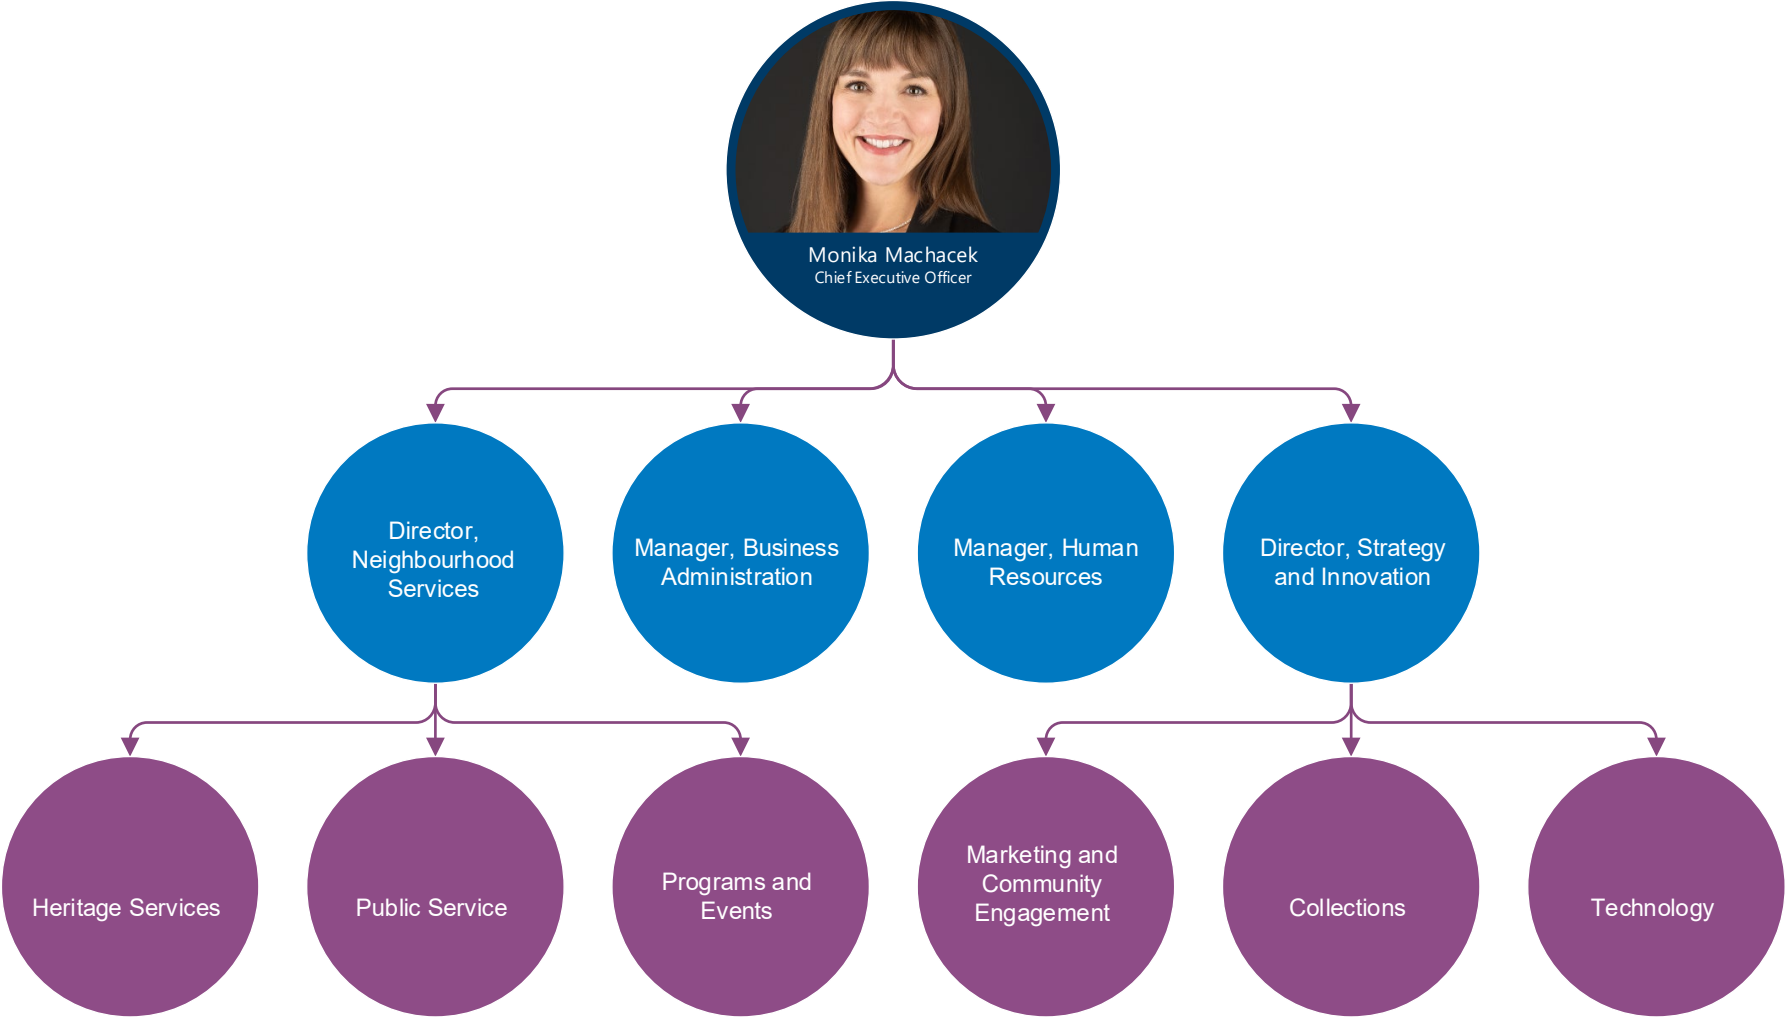 Monika Machacek
Chief Executive Officer
Director,
Neighbourhood
Services
Manager, Business
Administration
Manager, Human
Resources
Director, Strategy
and Innovation
Heritage Services
Public Service
Programs and
Events
Marketing and
Community
Engagement
Collections
Technology